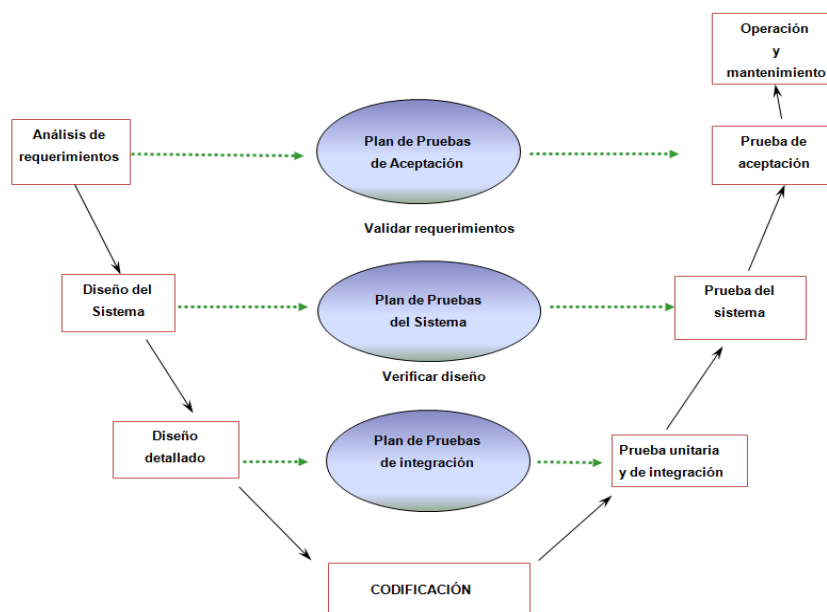 Operación
y
mantenimiento
Análisis de
requerimientos
Plan de Pruebas
de Aceptación
Prueba de
aceptación
Validar requerimientos
Diseño del
Sistema
Plan de Pruebas
del Sistema
Prueba del
sistema
Verificar diseño
Diseño
detallado
Plan de Pruebas
de integración
Prueba unitaria
y de integración
CODIFICACIÓN